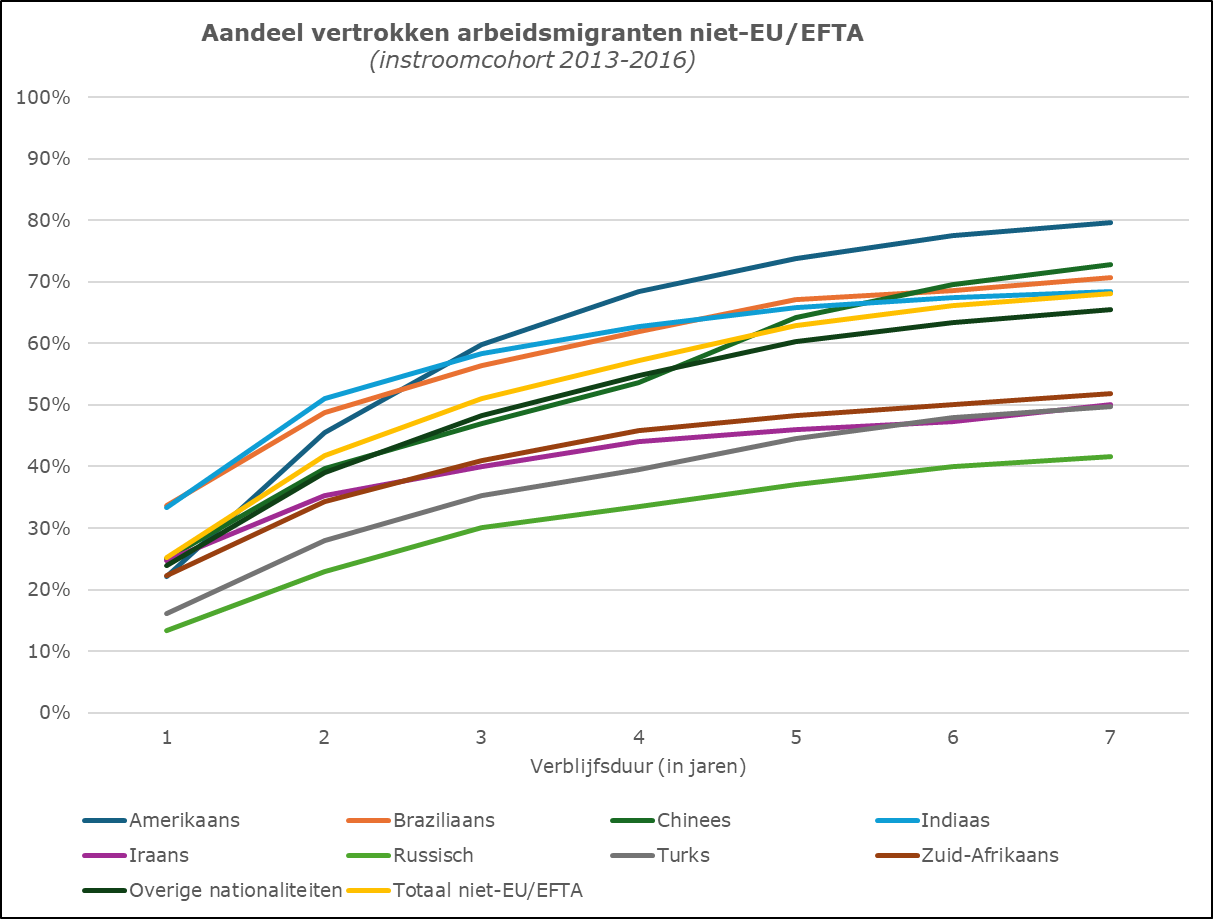 Aandeel vertrokken arbeidsmigranten niet-EU/EFTA
(instroomcohort 2013-2016)
100%
90%
80%
70%
60%
50%
40%
30%
20%
10%
0%
1 2 3 4 5 6 7
Verblijfsduur (in jaren)
Amerikaans Braziliaans Chinees Indiaas
Iraans Russisch Turks Zuid-Afrikaans
Overige nationaliteiten Totaal niet-EU/EFTA